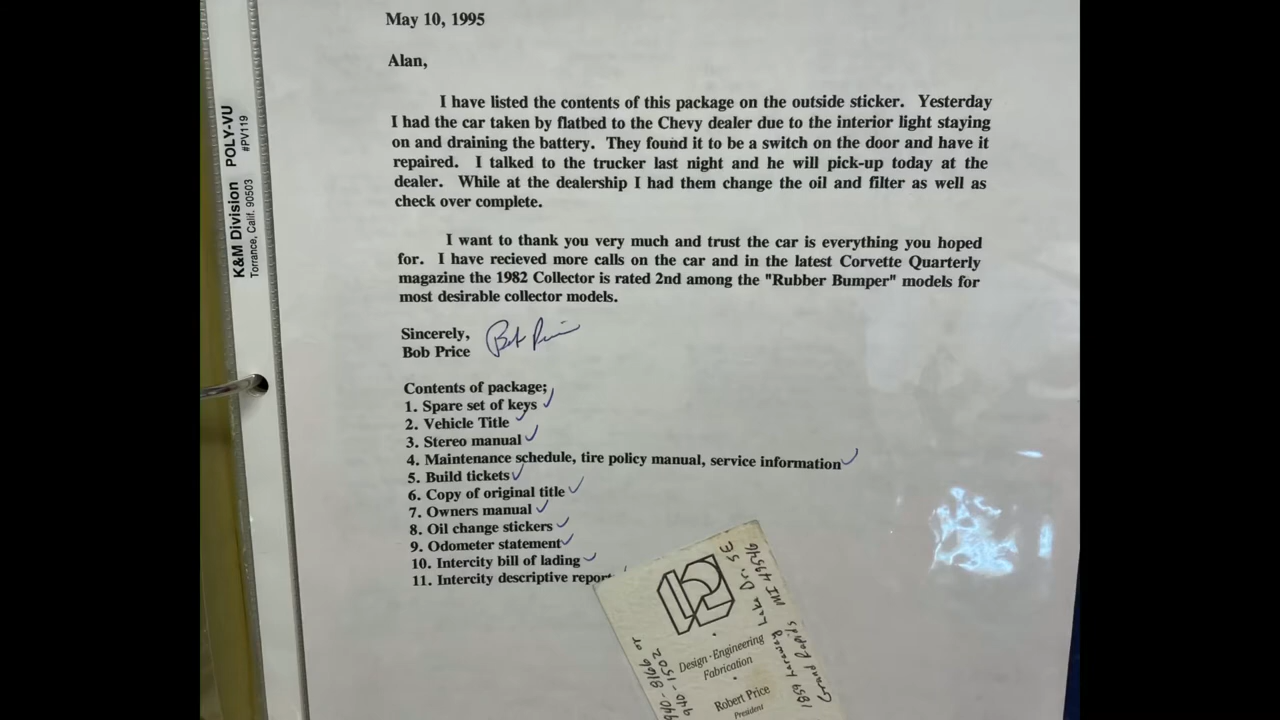 May 10, 1995
Alan,
I have listed the contents of this package on the outside sticker. Yesterday
I had the car taken by flatbed to the Chevy dealer due to the interior light staying
on and draining the battery. They found it to be a switch on the door and have it
repaired. I talked to the trucker last night and he will pick-up today at the
dealer. While at the dealership I had them change the oil and filter as well as
check over complete.
I want to thank you very much and trust the car is everything you hoped
for. I have recieved more calls on the car and in the latest Corvette Quarterly
magazine the 1982 Collector is rated 2nd among the "Rubber Bumper" models for
most desirable collector models.
Sincerely,
Bob Price
Bob Price
Contents of package;
1. Spare set of keys
2. Vehicle Title
3. Stereo manual
4. Maintenance schedule, tire policy manual, service information
5. Build tickets
6. Copy of original title
7. Owners manual
8. Oil change stickers
9. Odometer statement
10. Intercity bill of lading
11. Intercity descriptive report
K&M Division POLY-VU
Torrance, Calif. 90503 #PV119
Design · Engineering
Fabrication
Robert Price
President
940-8166 or
940-1502
1859 Lake Dr. SE
Grand Rapids MI 49546